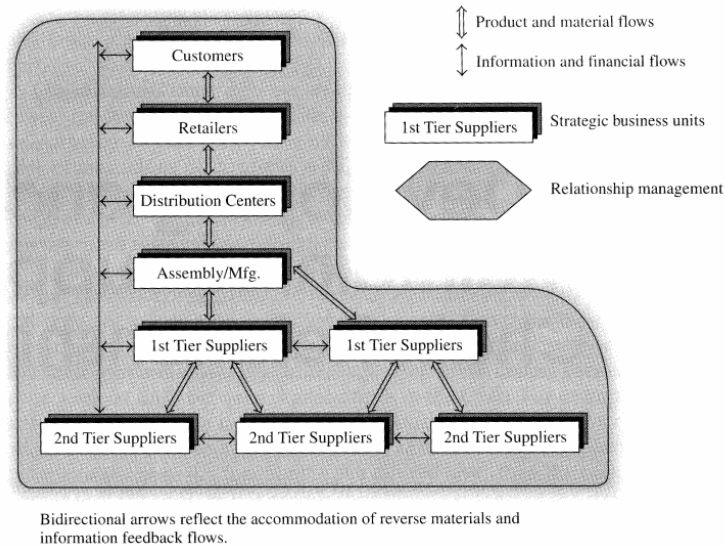 Customers
Retailers
Distribution Centers
Assembly/Mfg.
1st Tier Suppliers
1st Tier Suppliers
2nd Tier Suppliers
2nd Tier Suppliers
2nd Tier Suppliers
Product and material flows
Information and financial flows
1st Tier Suppliers
Strategic business units
Relationship management
Bidirectional arrows reflect the accommodation of reverse materials and
information feedback flows.